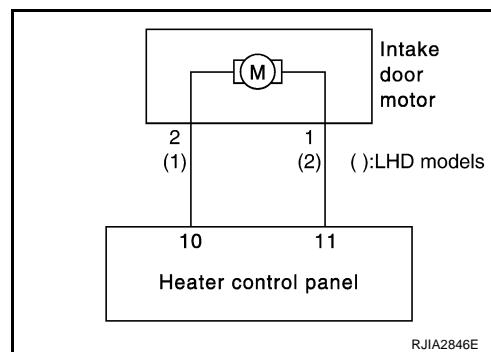 Intake
door
motor
M
2 1
(1) (2) ( ):LHD models
10 11
Heater control panel
RJIA2846E